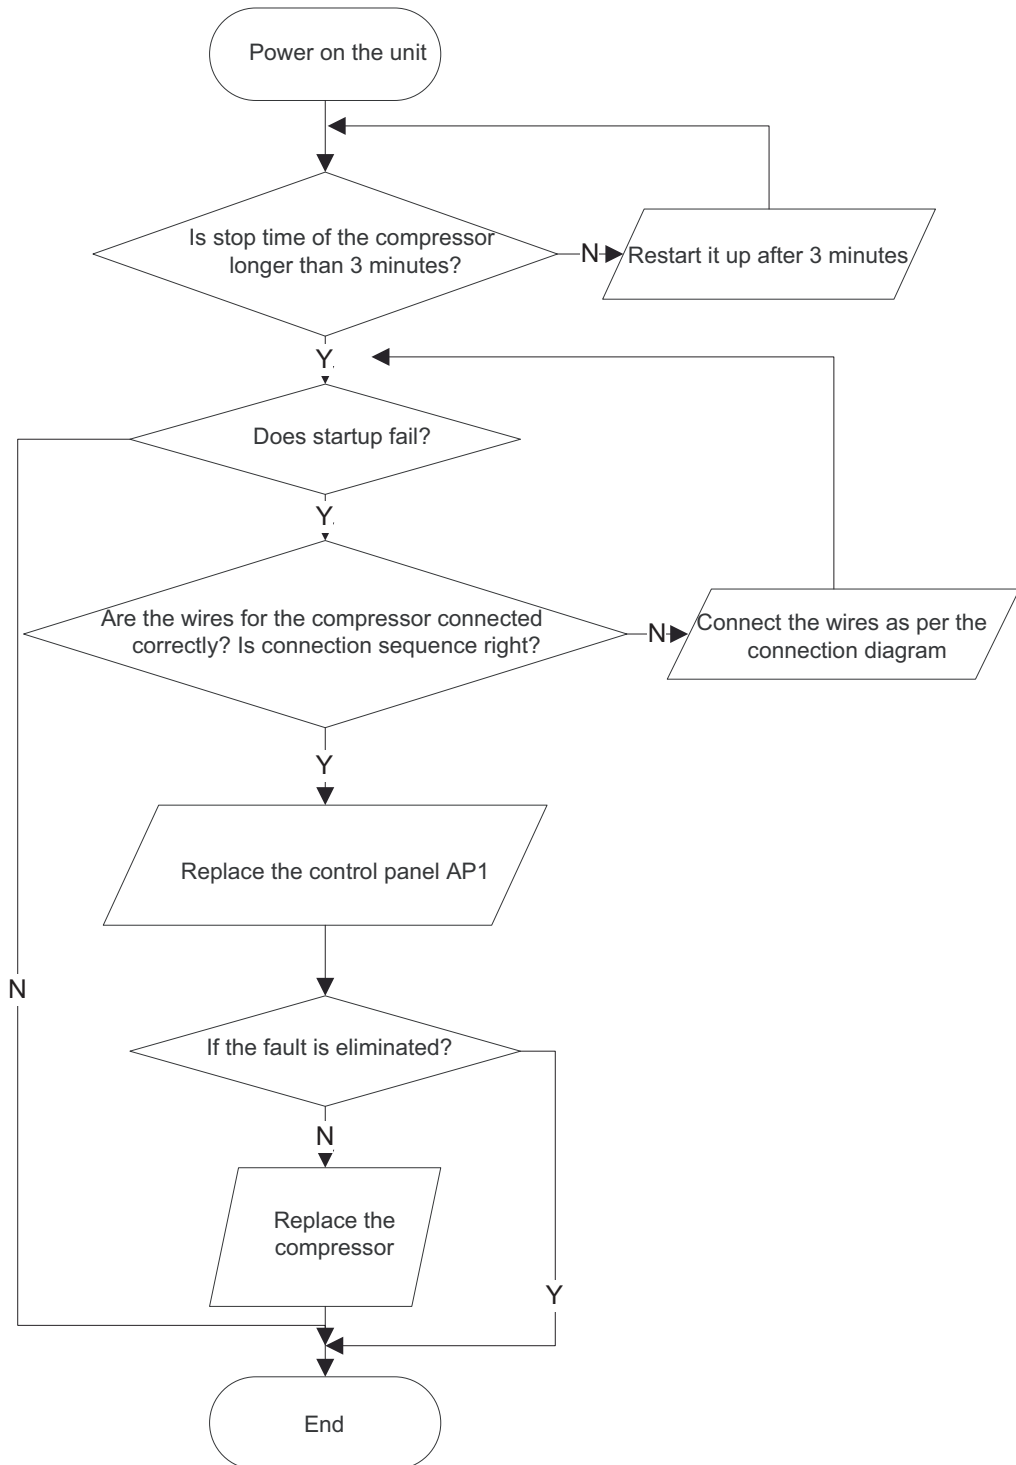 Power on the unit
Is stop time of the compressor
longer than 3 minutes?
N
Restart it up after 3 minutes
Y
Does startup fail?
Y
Are the wires for the compressor connected
correctly? Is connection sequence right?
N
Connect the wires as per the
connection diagram
Y
Replace the control panel AP1
N
If the fault is eliminated?
N
Replace the
compressor
Y
End